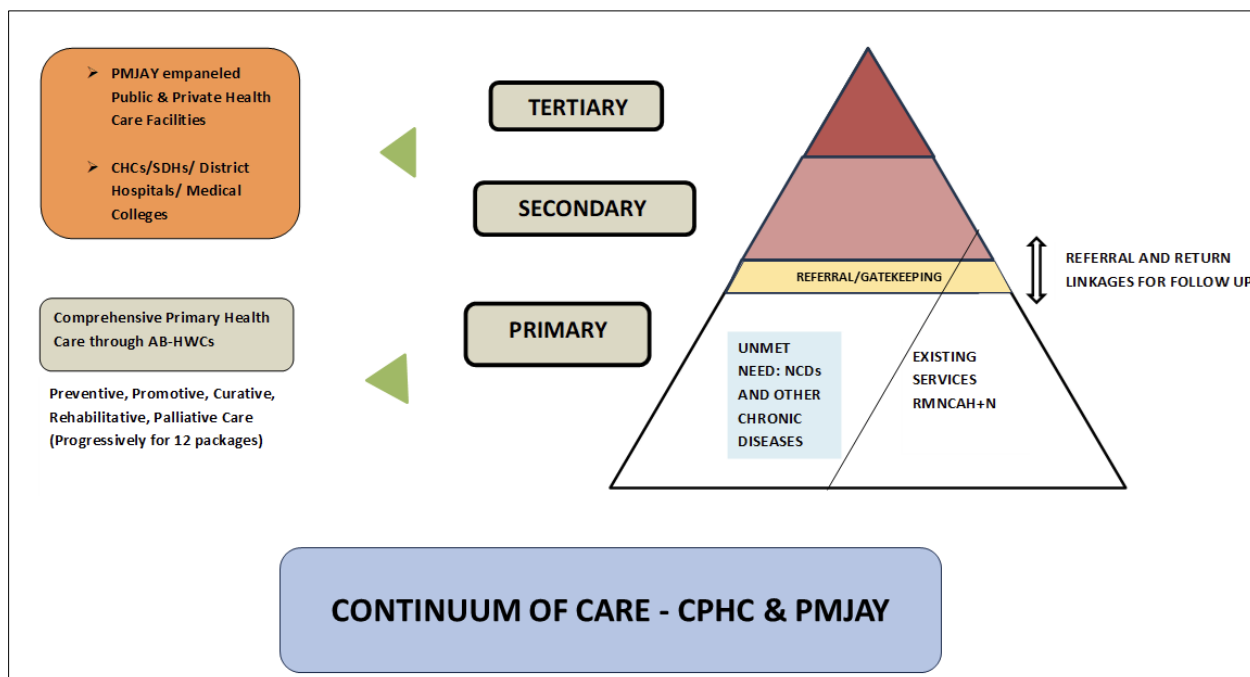 ➢ PMJAY empaneled
Public & Private Health
Care Facilities
➢ CHCs/SDHs/ District
Hospitals/ Medical
Colleges
TERTIARY
SECONDARY
REFERRAL/GATEKEEPING
REFERRAL AND RETURN
LINKAGES FOR FOLLOW UP
Comprehensive Primary Health
Care through AB-HWCs
Preventive, Promotive, Curative,
Rehabilitative, Palliative Care
(Progressively for 12 packages)
PRIMARY
UNMET
NEED: NCDs
AND OTHER
CHRONIC
DISEASES
EXISTING
SERVICES
RMNCAH+N
CONTINUUM OF CARE - CPHC & PMJAY